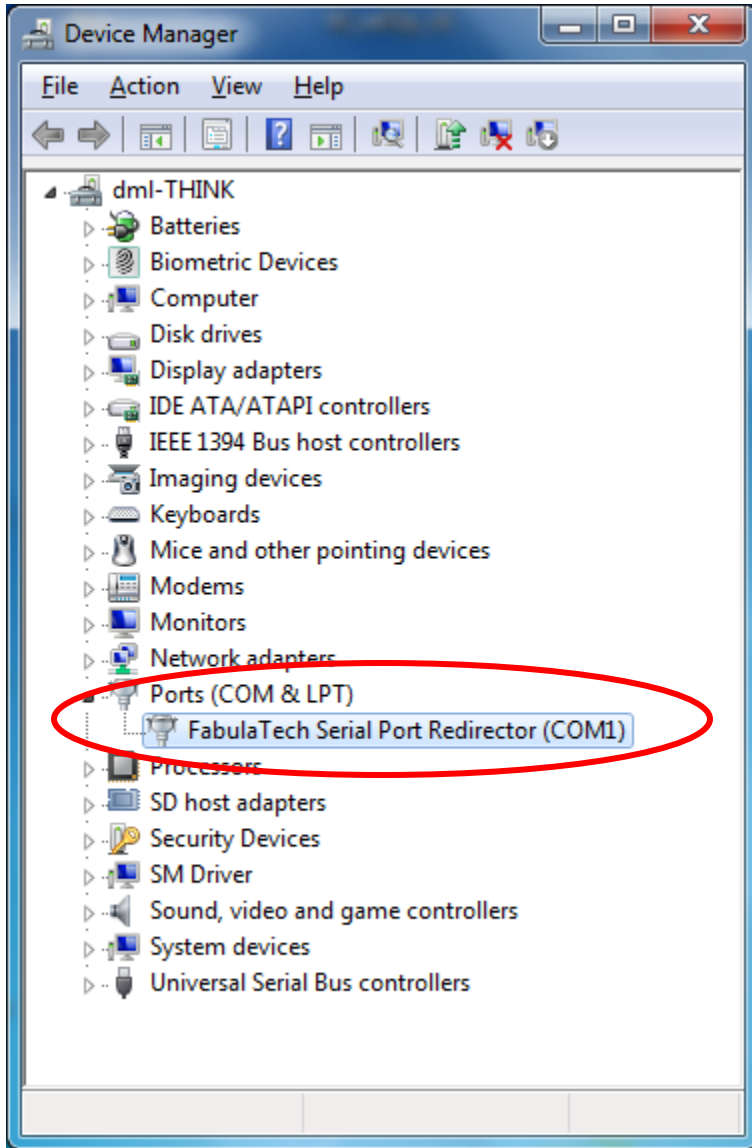 Device Manager
File Action View Help
dml-THINK
Batteries
Biometric Devices
Computer
Disk drives
Display adapters
IDE ATA/ATAPI controllers
IEEE 1394 Bus host controllers
Imaging devices
Keyboards
Mice and other pointing devices
Modems
Monitors
Network adapters
Ports (COM & LPT)
FabulaTech Serial Port Redirector (COM1)
Processors
SD host adapters
Security Devices
SM Driver
Sound, video and game controllers
System devices
Universal Serial Bus controllers